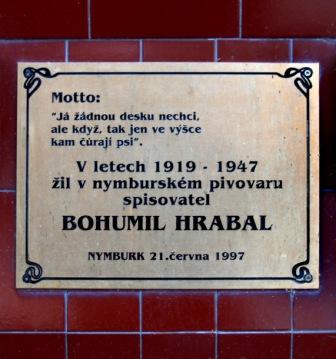 Motto:
"Já žádnou desku nechci,
ale když, tak jen ve výšce
kam čůrají psi".
V letech 1919 - 1947
žil v nymburském pivovaru
spisovatel
BOHUMIL HRABAL
NYMBURK 21.června 1997